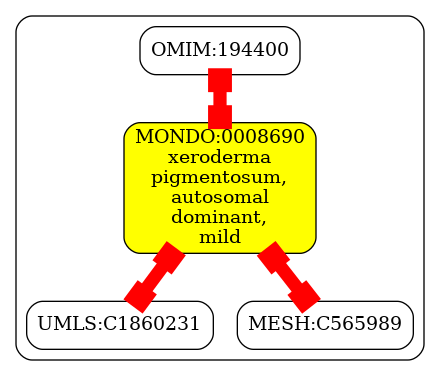 OMIM:194400
MONDO:0008690
xeroderma
pigmentosum,
autosomal
dominant,
mild
UMLS:C1860231
MESH:C565989